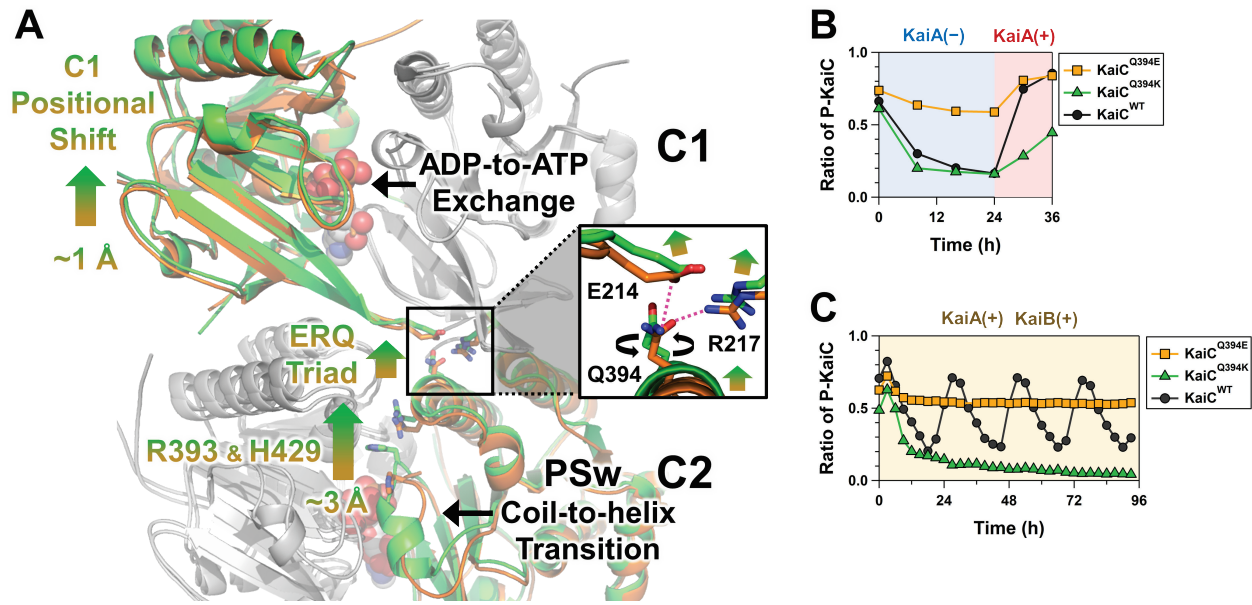 A
C1
Positional
Shift
~1 Å
ADP-to-ATP
Exchange
C1
E214
R217
Q394
ERQ
Triad
R393 & H429
~3 Å
PSw
Coil-to-helix
Transition
C2
B
KaiA(−) KaiA(+)
Ratio of P-KaiC
1.0
0.5
0.0
0 12 24 36
Time (h)
KaiC^Q394E
KaiC^Q394K
KaiC^WT
C
KaiA(+) KaiB(+)
Ratio of P-KaiC
1.0
0.5
0.0
0 24 48 72 96
Time (h)
KaiC^Q394E
KaiC^Q394K
KaiC^WT